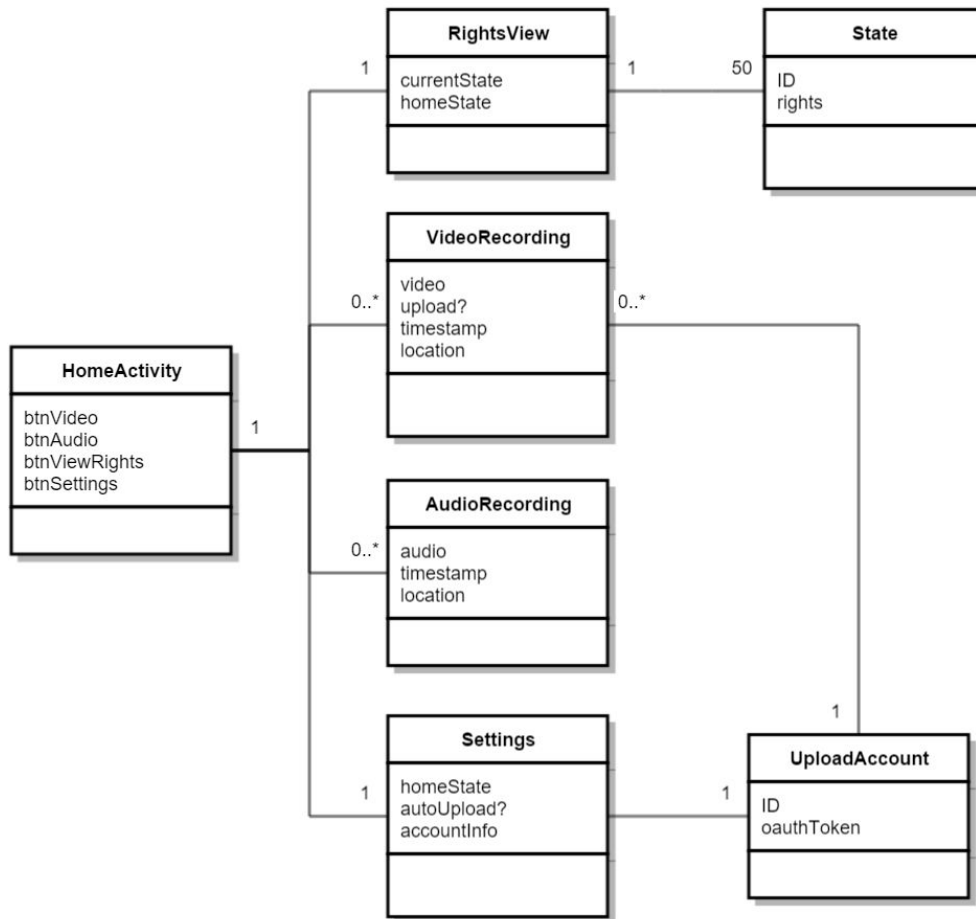 RightsView
currentState
homeState
1
1
50
State
ID
rights
VideoRecording
video
upload?
timestamp
location
0..*
0..*
HomeActivity
btnVideo
btnAudio
btnViewRights
btnSettings
1
AudioRecording
audio
timestamp
location
0..*
Settings
homeState
autoUpload?
accountInfo
1
1
1
UploadAccount
ID
oauthToken